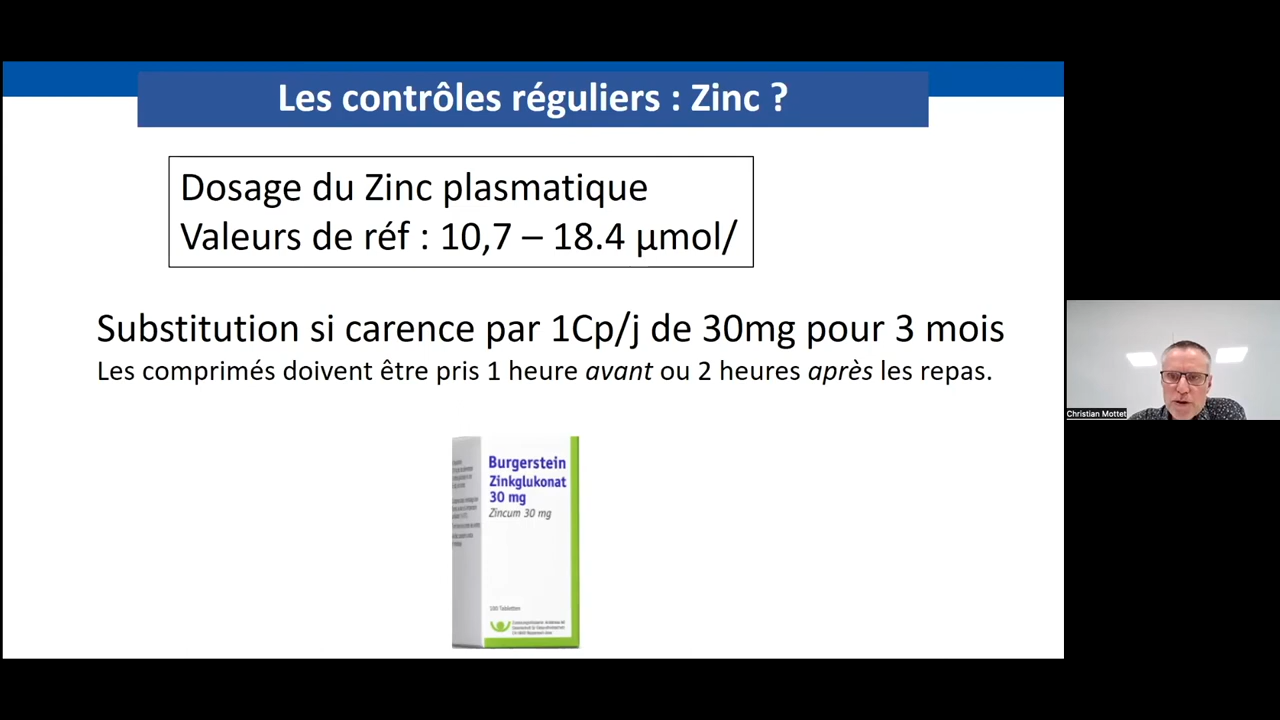 Les contrôles réguliers : Zinc ?
Dosage du Zinc plasmatique
Valeurs de réf : 10,7 – 18.4 µmol/
Substitution si carence par 1Cp/j de 30mg pour 3 mois
Les comprimés doivent être pris 1 heure avant ou 2 heures après les repas.
Christian Mottet
Burgerstein
Zinkglukonat
30 mg
Zincum 30 mg
100 Tabletten